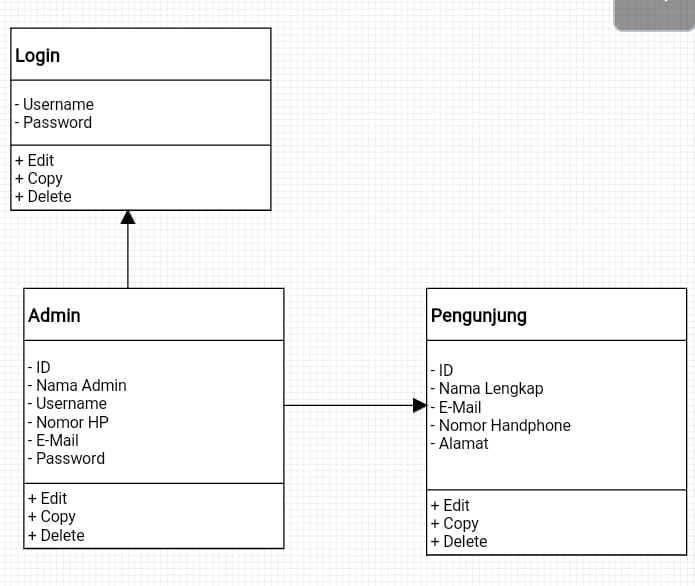 Login
- Username
- Password
+ Edit
+ Copy
+ Delete
Admin
- ID
- Nama Admin
- Username
- Nomor HP
- E-Mail
- Password
+ Edit
+ Copy
+ Delete
Pengunjung
- ID
- Nama Lengkap
- E-Mail
- Nomor Handphone
- Alamat
+ Edit
+ Copy
+ Delete